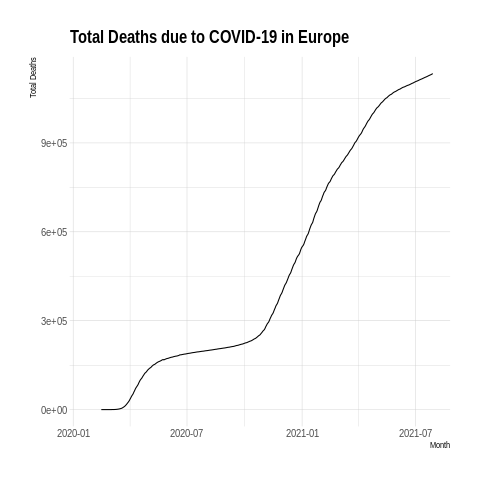 Total Deaths due to COVID-19 in Europe
Total Deaths
9e+05
6e+05
3e+05
0e+00
2020-01
2020-07
2021-01
2021-07
Month